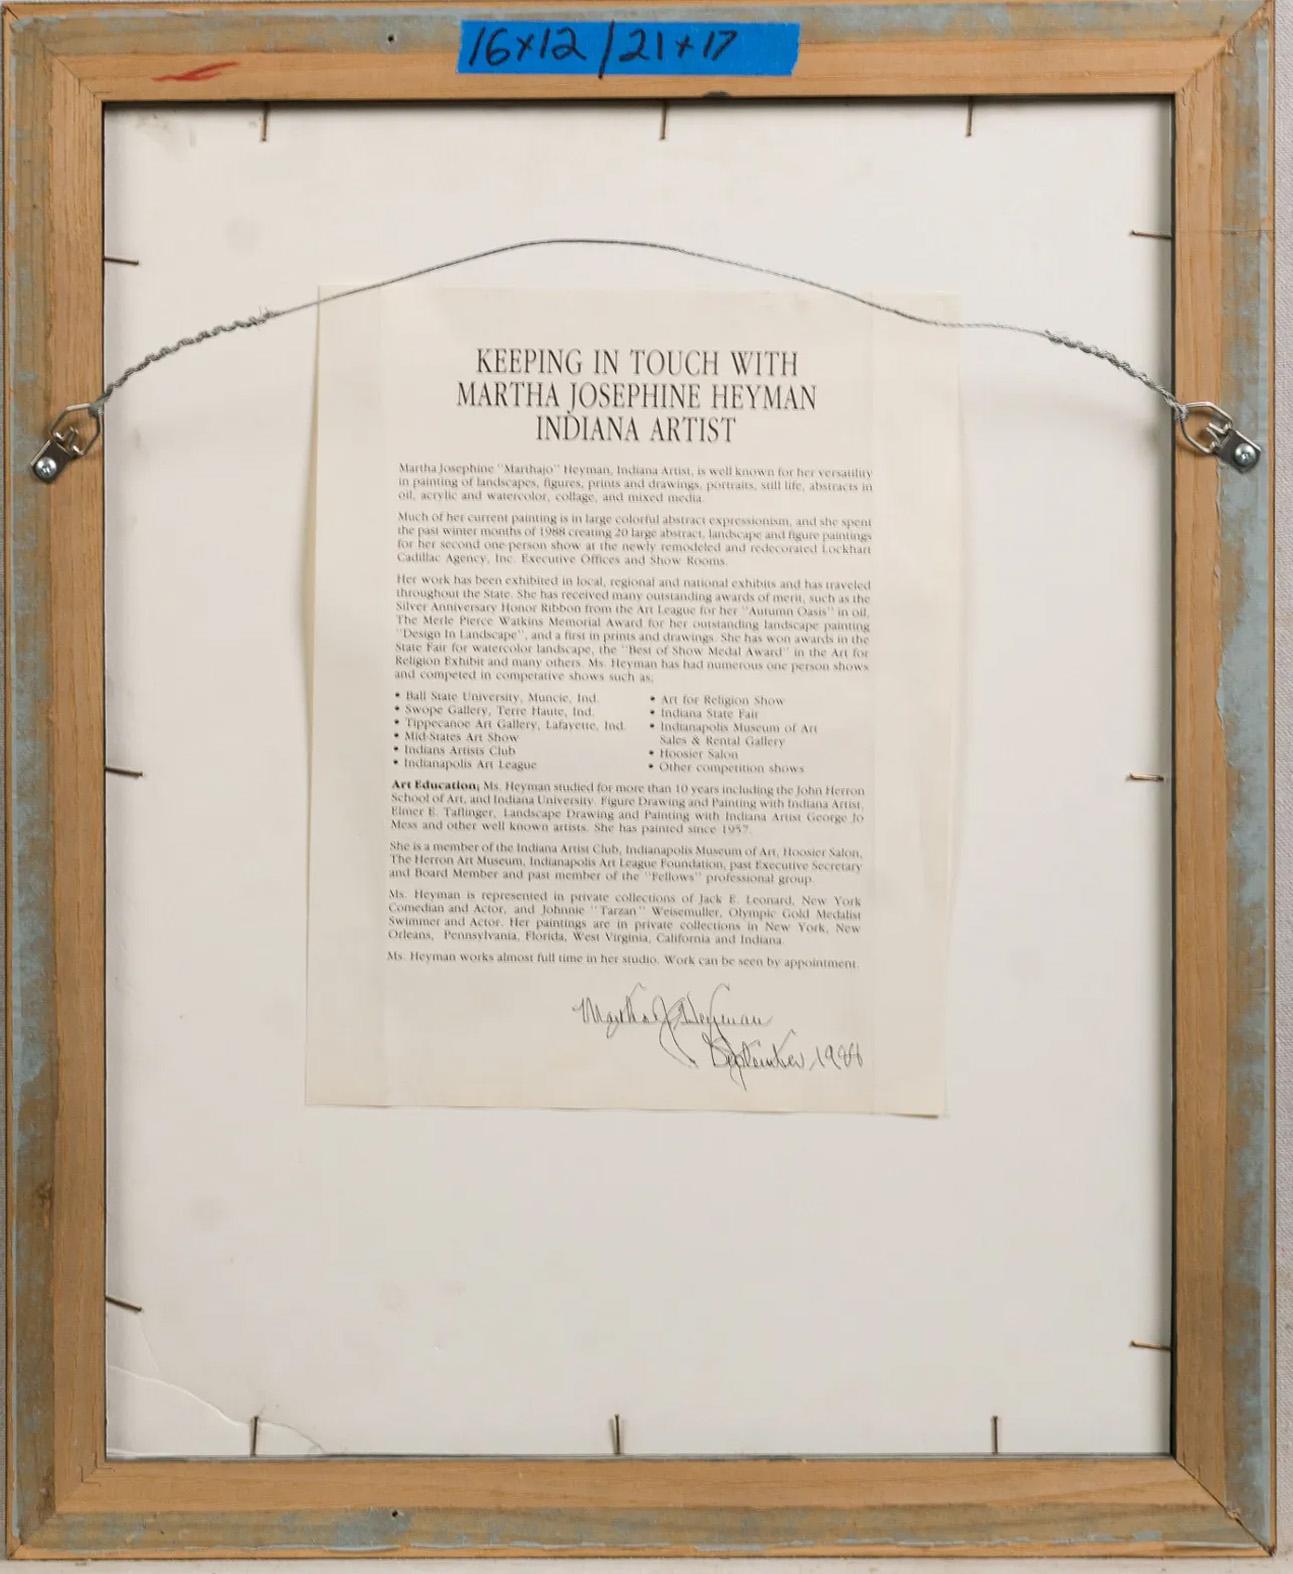 16x12 / 21x17
KEEPING IN TOUCH WITH
MARTHA JOSEPHINE HEYMAN
INDIANA ARTIST
Martha Josephine "Marthajo" Heyman, Indiana Artist, is well known for her versatility
in painting of landscapes, figures, prints and drawings, portraits, still life, abstracts in
oil, acrylic and watercolor, collage, and mixed media.
Much of her current painting is in large colorful abstract expressionism, and she spent
the past winter months of 1988 creating 20 large abstract, landscape and figure paintings
for her second one-person show at the newly remodeled and redecorated Lockhart
Cadillac Agency, Inc. Executive Offices and Show Rooms.
Her work has been exhibited in local, regional and national exhibits and has traveled
throughout the State. She has received many outstanding awards of merit, such as the
Silver Anniversary Honor Ribbon from the Art League for her "Autumn Oasis" in oil,
The Merle Pierce Watkins Memorial Award for her outstanding landscape painting
"Design In Landscape", and a first in prints and drawings. She has won awards in the
State Fair for watercolor landscape, the "Best of Show Medal Award" in the Art for
Religion Exhibit and many others. Ms. Heyman has had numerous one person shows
and competed in comperative shows such as;
• Ball State University, Muncie, Ind.
• Swope Gallery, Terre Haute, Ind.
• Tippecanoe Art Gallery, Lafayette, Ind.
• Mid-States Art Show
• Indians Artists Club
• Indianapolis Art League
• Art for Religion Show
• Indiana State Fair
• Indianapolis Museum of Art
Sales & Rental Gallery
• Hoosier Salon
• Other competition shows
Art Education; Ms. Heyman studied for more than 10 years including the John Herron
School of Art, and Indiana University. Figure Drawing and Painting with Indiana Artist,
Elmer E. Taflinger, Landscape Drawing and Painting with Indiana Artist George Jo
Mess and other well known artists. She has painted since 1957.
She is a member of the Indiana Artist Club, Indianapolis Museum of Art, Hoosier Salon,
The Herron Art Museum, Indianapolis Art League Foundation, past Executive Secretary
and Board Member and past member of the "Fellows" professional group.
Ms. Heyman is represented in private collections of Jack E. Leonard, New York
Comedian and Actor, and Johnnie "Tarzan" Weisemuller, Olympic Gold Medalist
Swimmer and Actor. Her paintings are in private collections in New York, New
Orleans, Pennsylvania, Florida, West Virginia, California and Indiana.
Ms. Heyman works almost full time in her studio. Work can be seen by appointment.
Martha J. Heyman
September, 1988